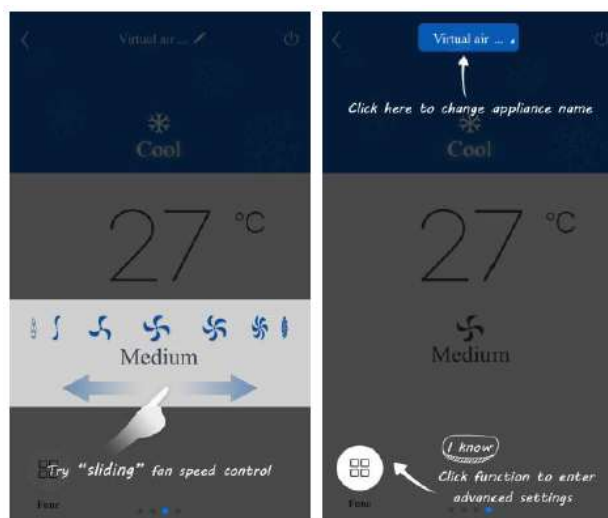 Virtual air ...
Cool
27 °C
Medium
Try "sliding" fan speed control
Func
Virtual air ...
Click here to change appliance name
Cool
27 °C
Medium
I know
Click function to enter
advanced settings
Func